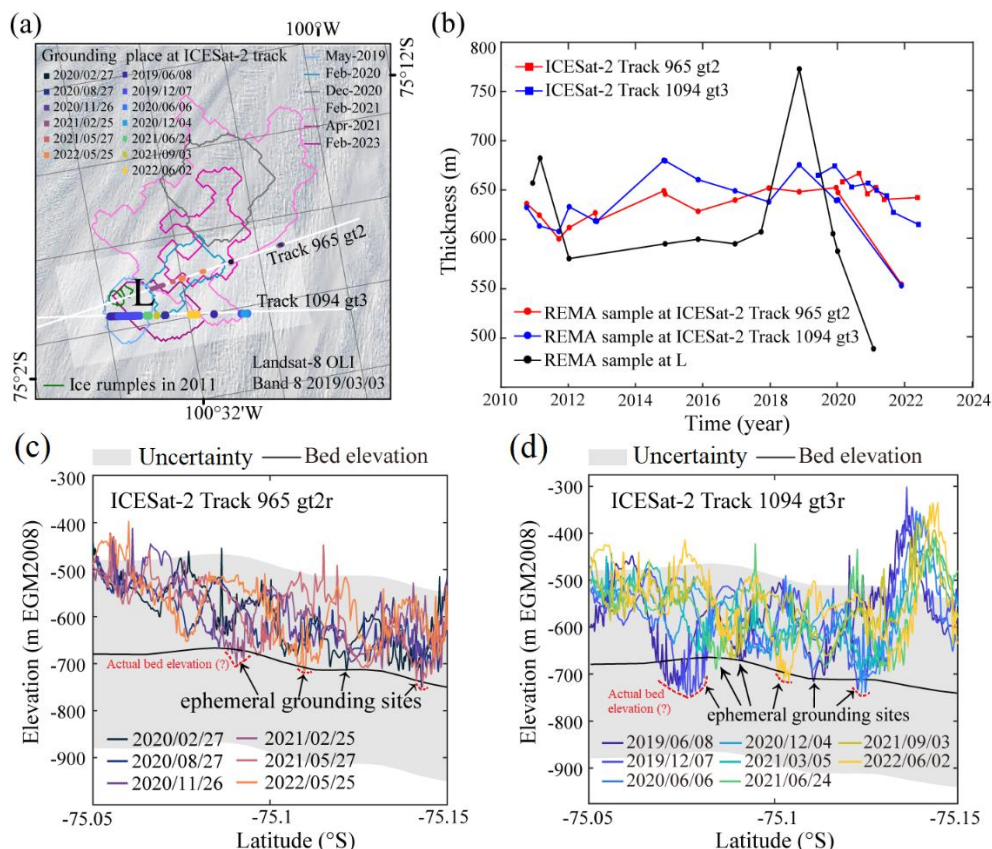 (a)
100°W
75°12'S
Grounding place at ICESat-2 track
2020/02/27 2019/06/08
2020/08/27 2019/12/07
2020/11/26 2020/06/06
2021/02/25 2020/12/04
2021/05/27 2021/06/24
2022/05/25 2021/09/03
2022/06/02
May-2019
Feb-2020
Dec-2020
Feb-2021
Apr-2021
Feb-2023
Track 965 gt2
L
Track 1094 gt3
Landsat-8 OLI
Ice rumples in 2011 Band 8 2019/03/03
75°2'S
100°32'W
(b)
800
750
700
650
600
550
500
Thickness (m)
ICESat-2 Track 965 gt2
ICESat-2 Track 1094 gt3
REMA sample at ICESat-2 Track 965 gt2
REMA sample at ICESat-2 Track 1094 gt3
REMA sample at L
2010 2012 2014 2016 2018 2020 2022 2024
Time (year)
(c)
Uncertainty Bed elevation
ICESat-2 Track 965 gt2r
-300
-400
-500
-600
-700
-800
-900
Elevation (m EGM2008)
Actual bed elevation (?)
ephemeral grounding sites
2020/02/27 2021/02/25
2020/08/27 2021/05/27
2020/11/26 2022/05/25
-75.05 -75.10 -75.15
Latitude (°S)
(d)
Uncertainty Bed elevation
ICESat-2 Track 1094 gt3r
-300
-400
-500
-600
-700
-800
-900
Elevation (m EGM2008)
Actual bed
elevation (?)
ephemeral grounding sites
2019/06/08 2020/12/04 2021/09/03
2019/12/07 2021/03/05 2022/06/02
2020/06/06 2021/06/24
-75.05 -75.10 -75.15
Latitude (°S)